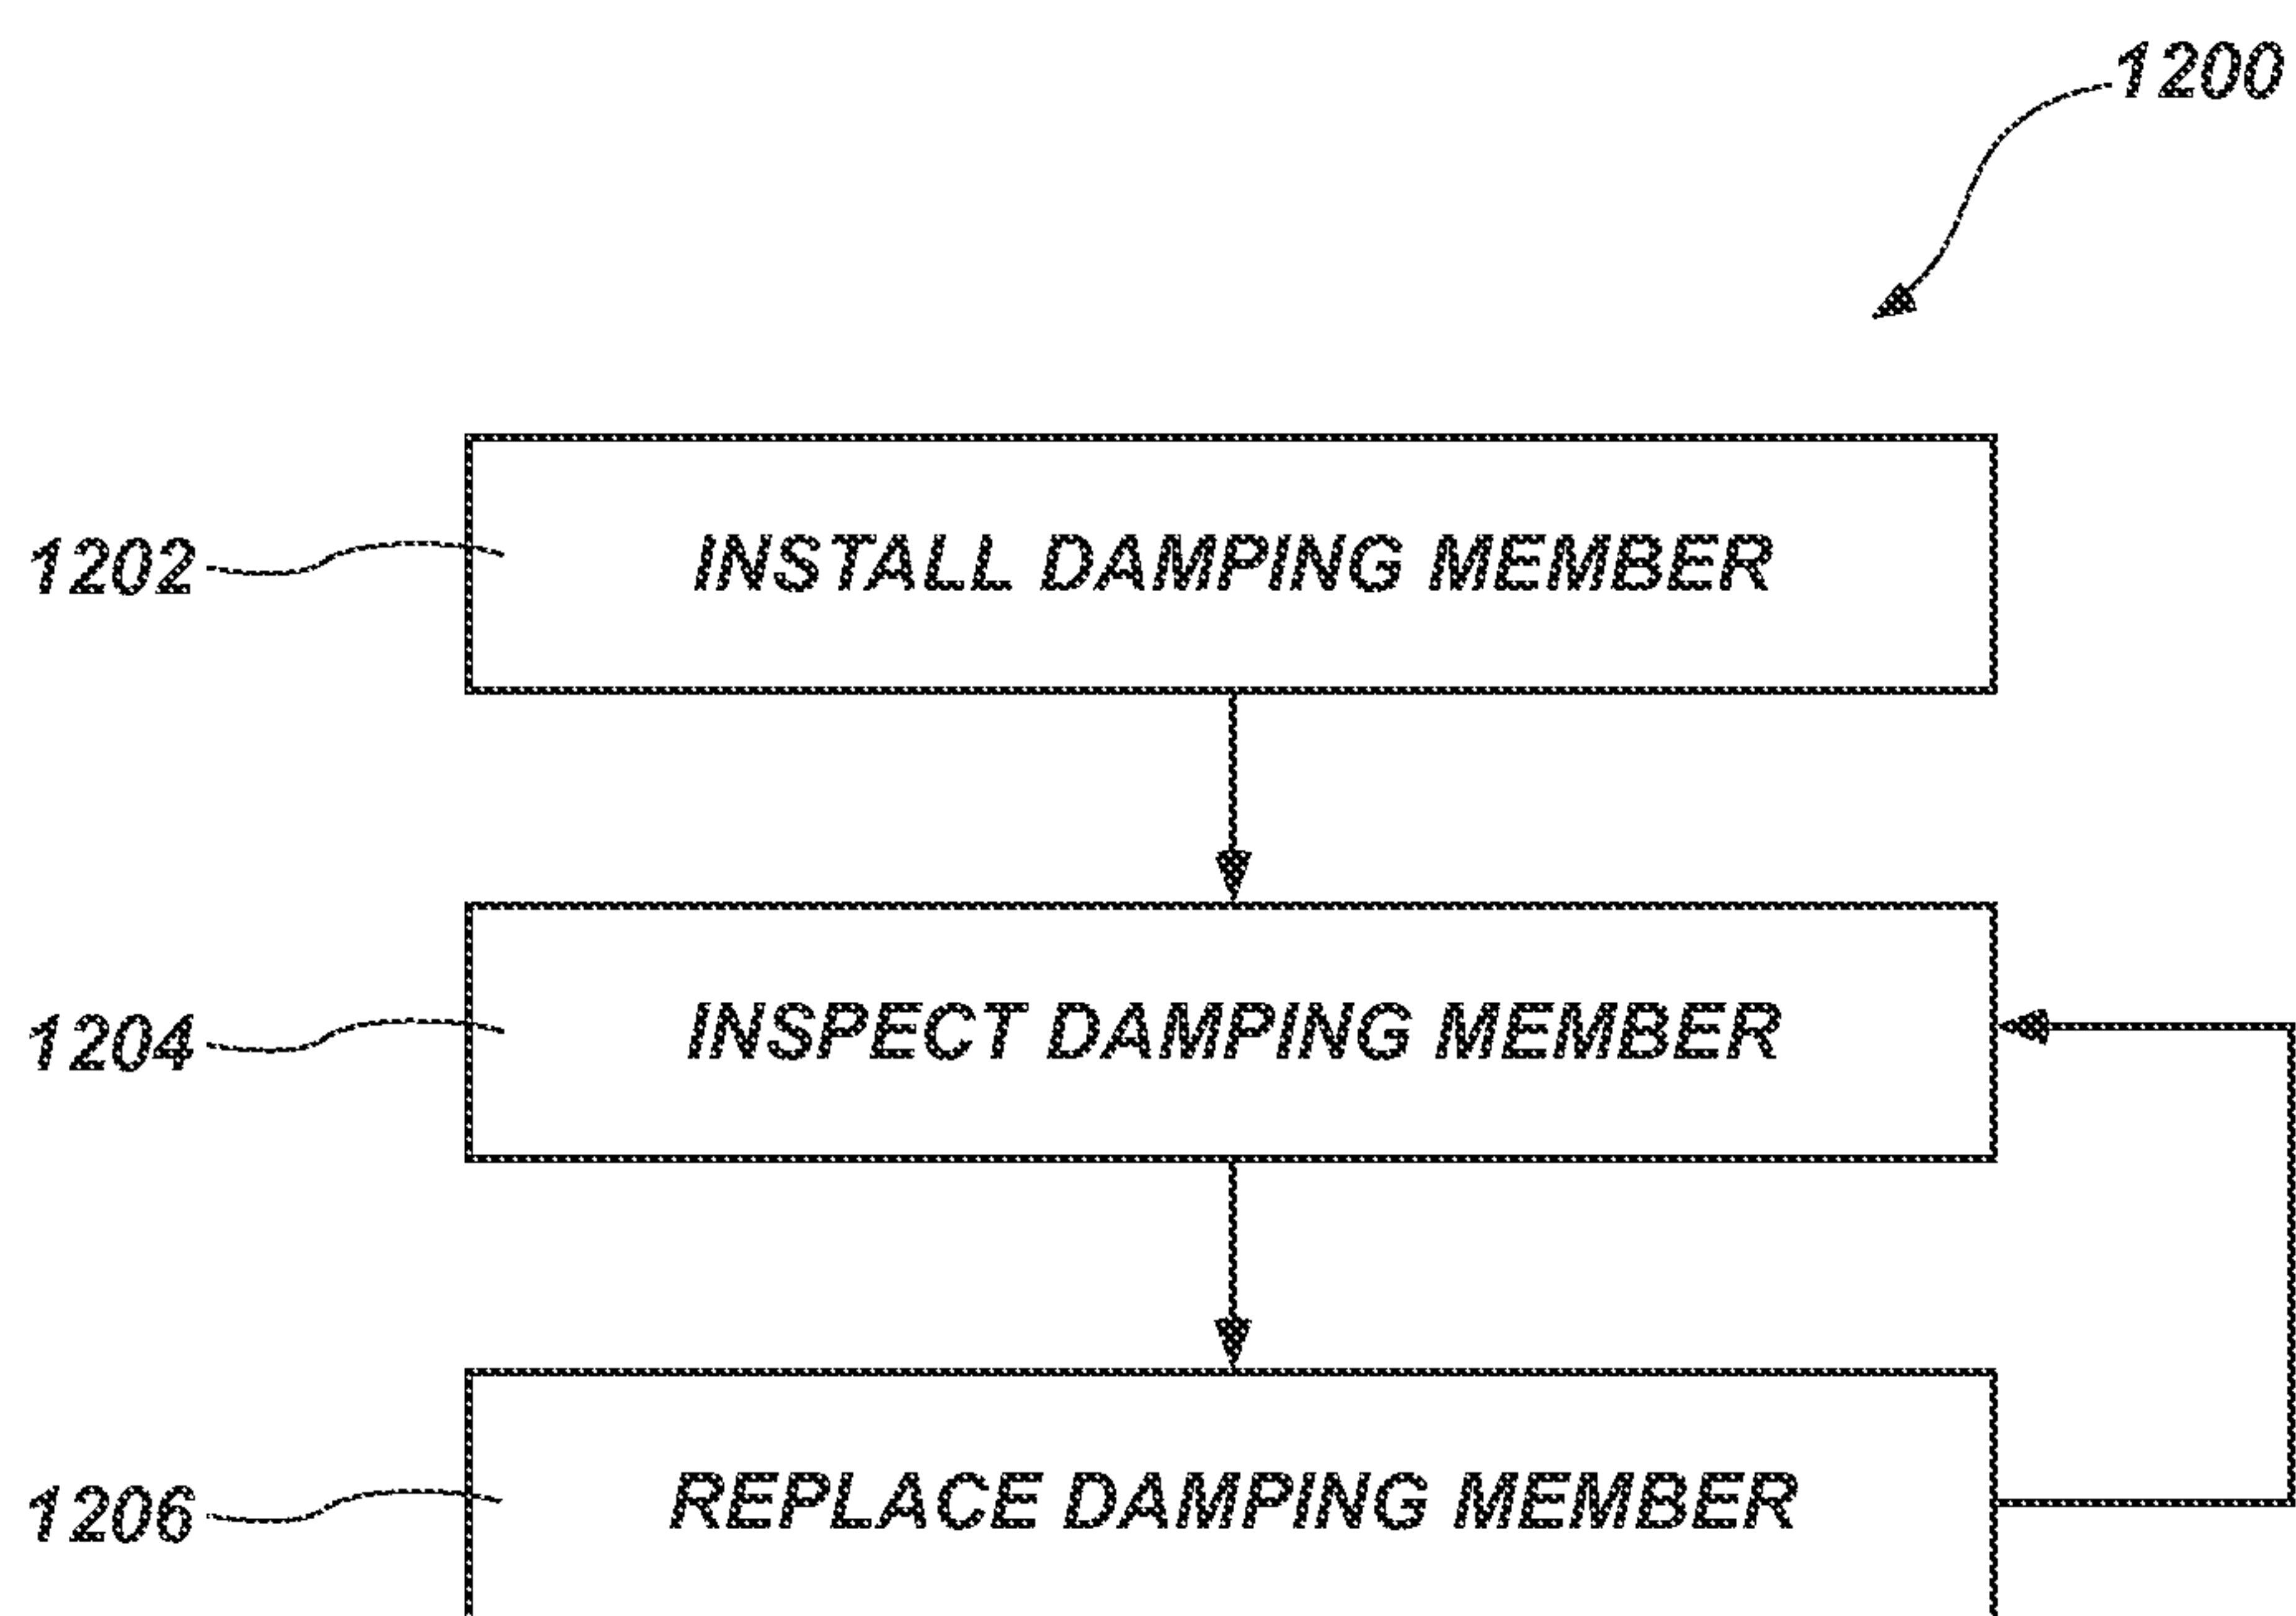 1200
1202 INSTALL DAMPING MEMBER
1204 INSPECT DAMPING MEMBER
1206 REPLACE DAMPING MEMBER